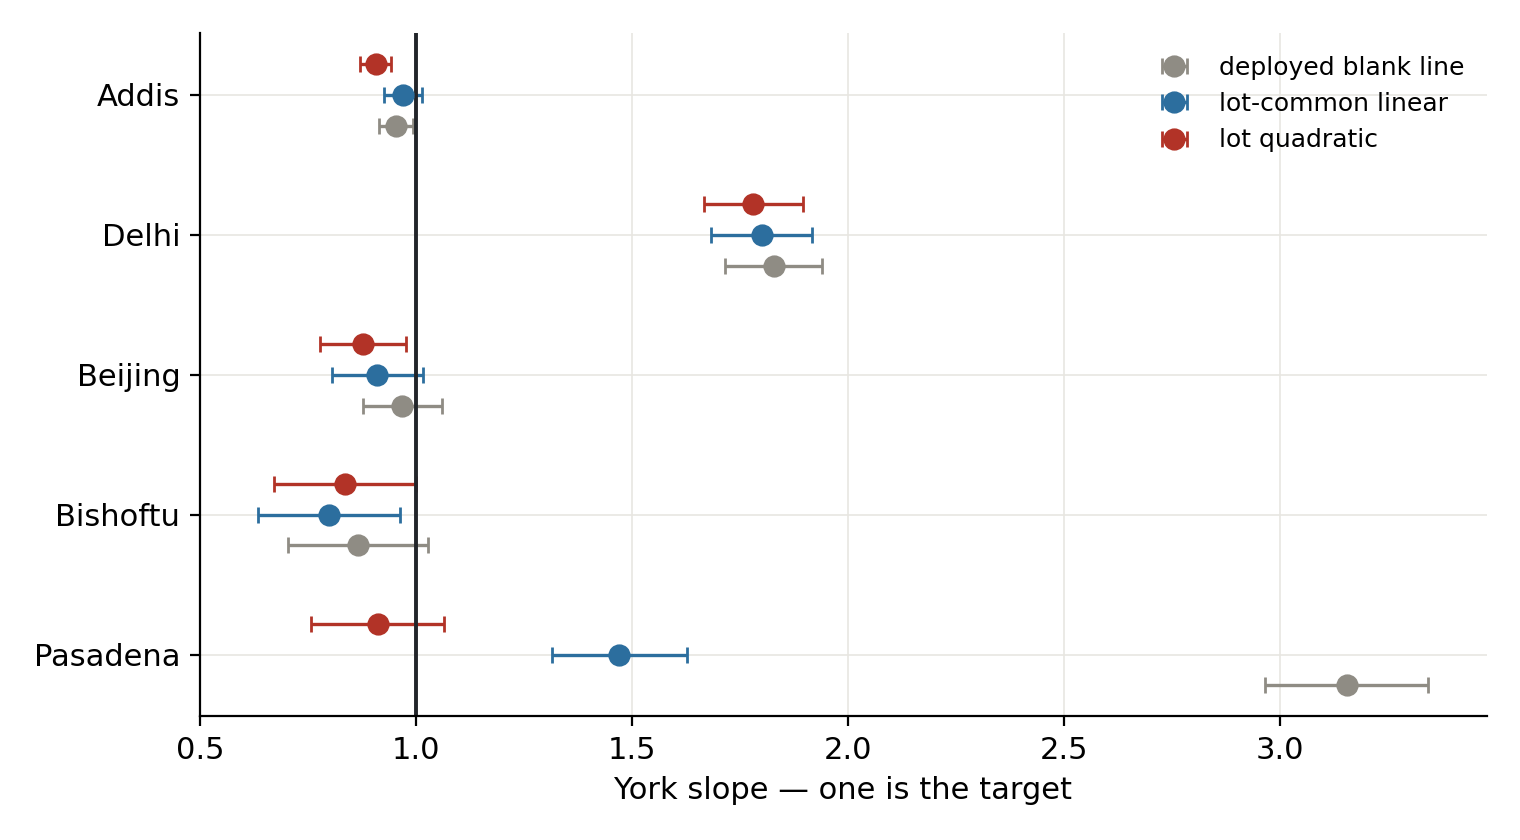 deployed blank line
lot-common linear
lot quadratic
Addis
Delhi
Beijing
Bishoftu
Pasadena
0.5 1.0 1.5 2.0 2.5 3.0
York slope — one is the target